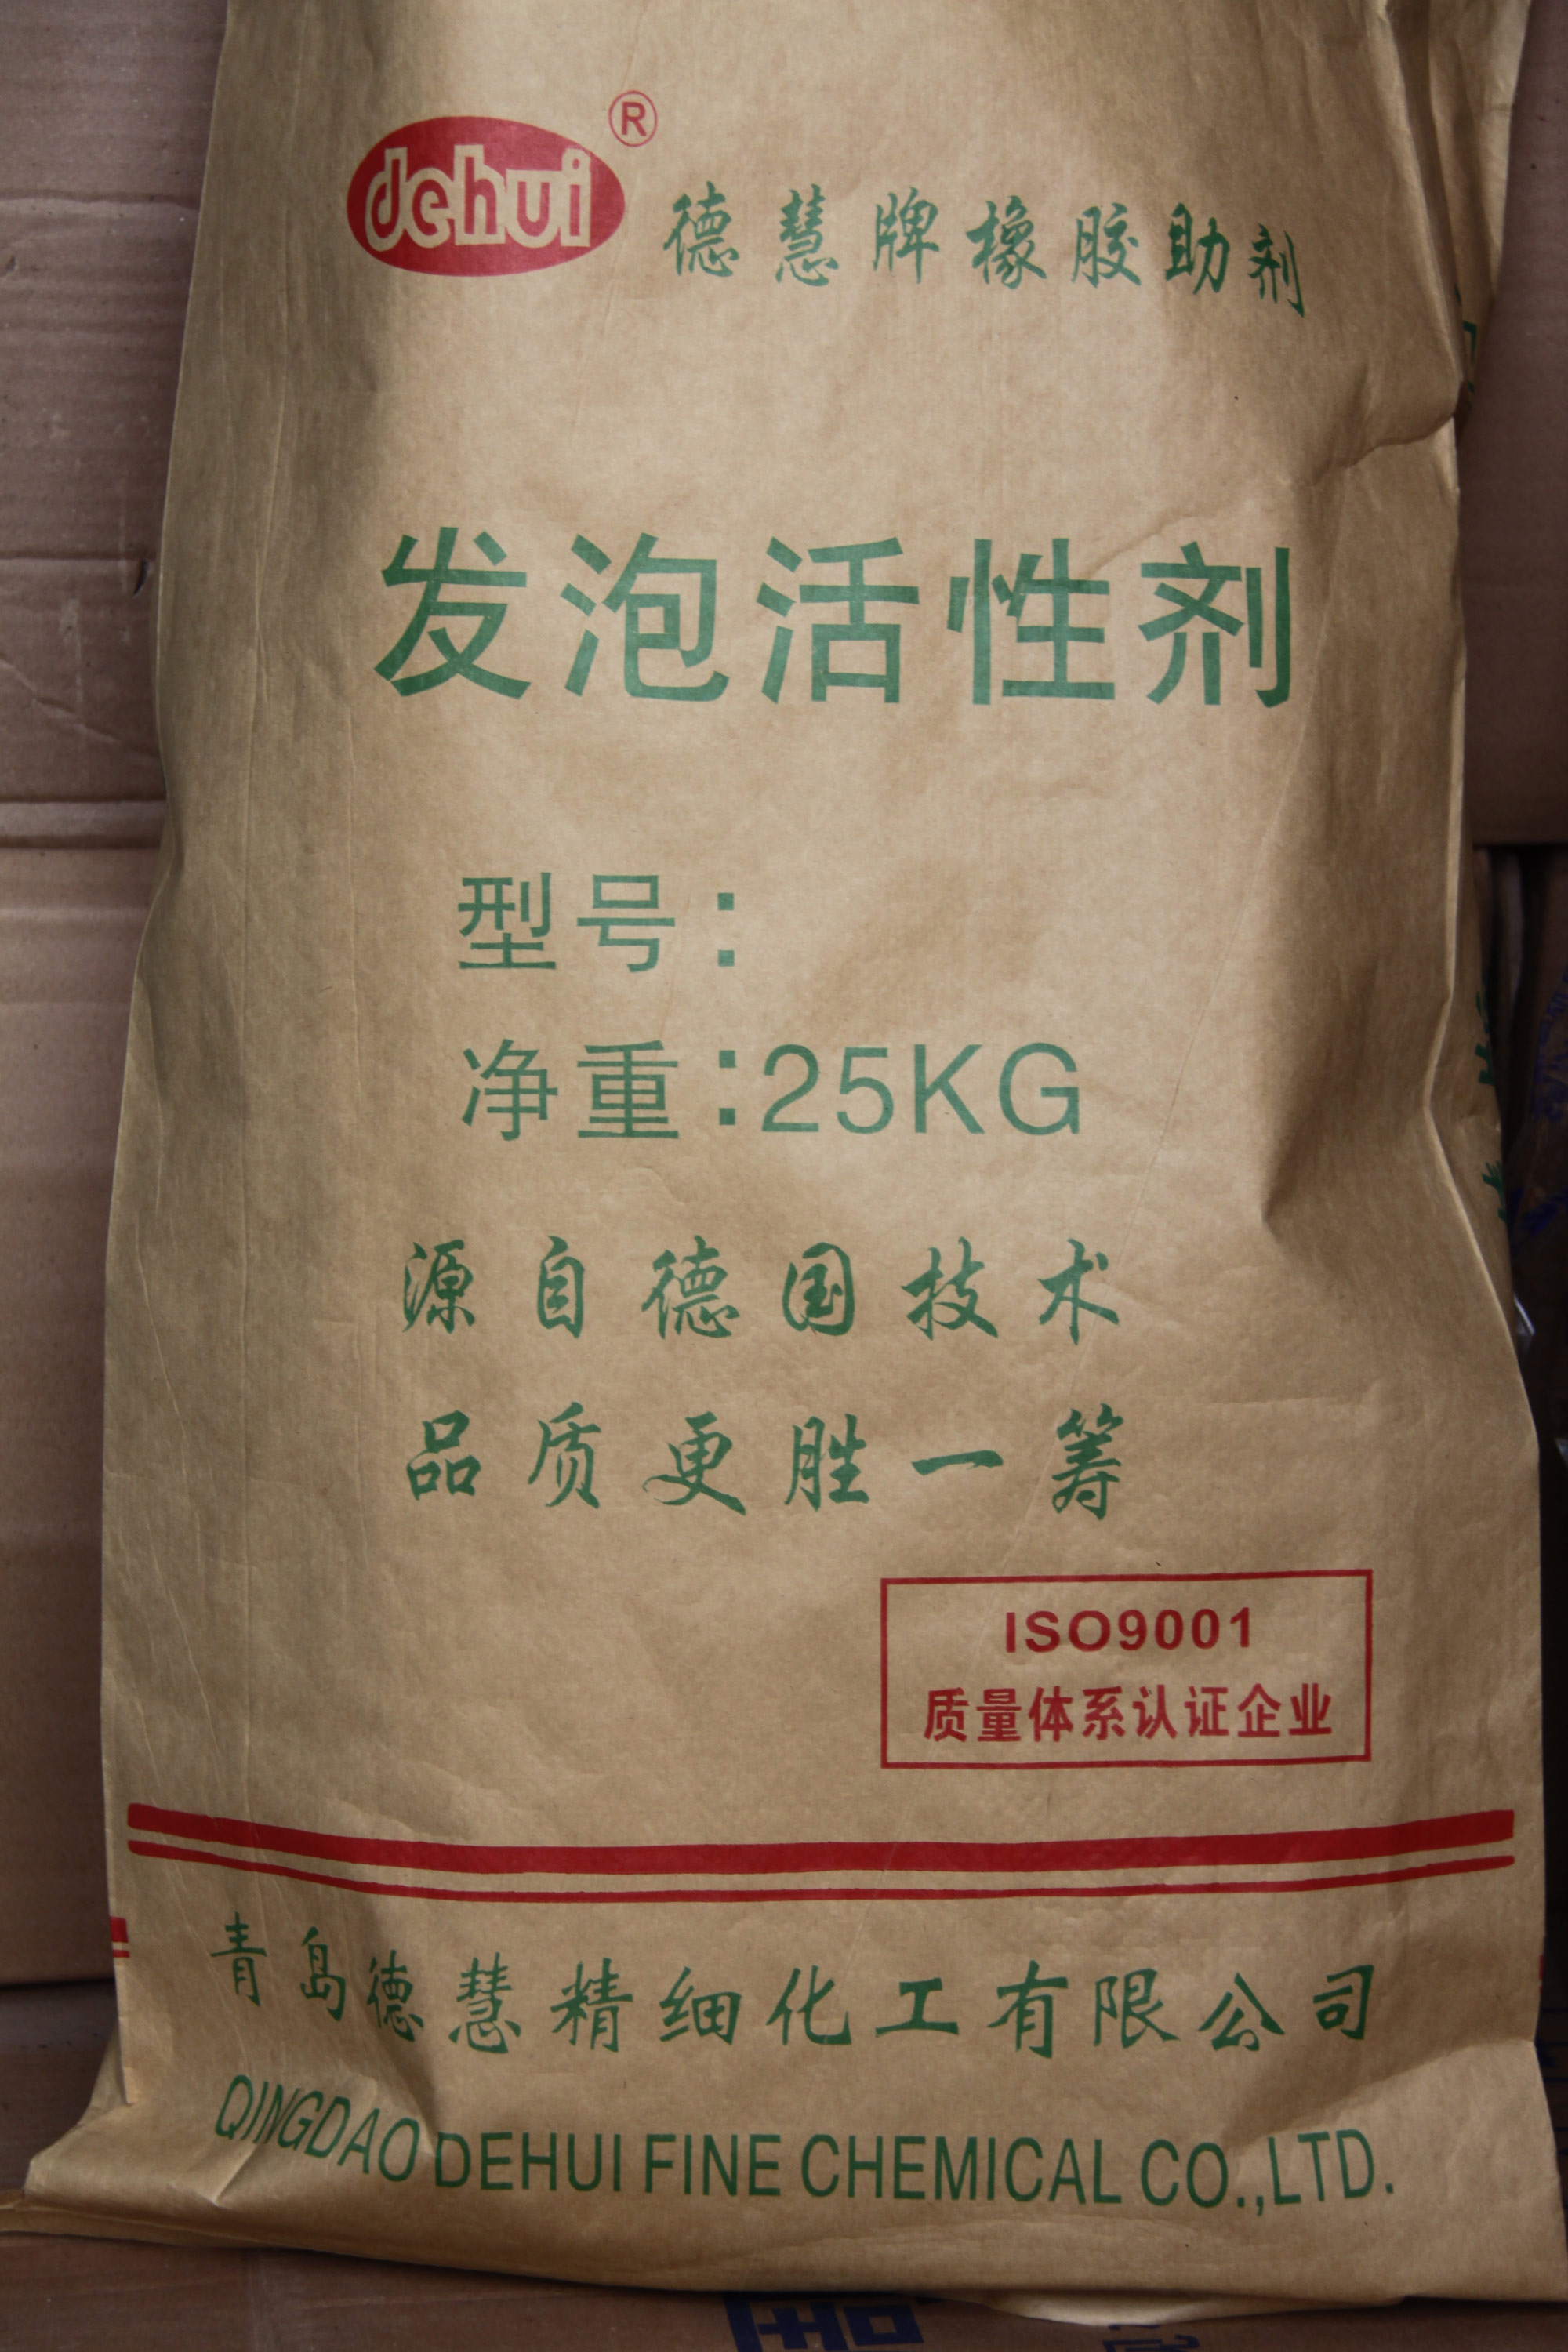 dehui®
德慧牌橡胶助剂
发泡活性剂
型号:
净重:25KG
源自德国技术
品质更胜一筹
ISO9001
质量体系认证企业
青岛德慧精细化工有限公司
QINGDAO DEHUI FINE CHEMICAL CO.,LTD.